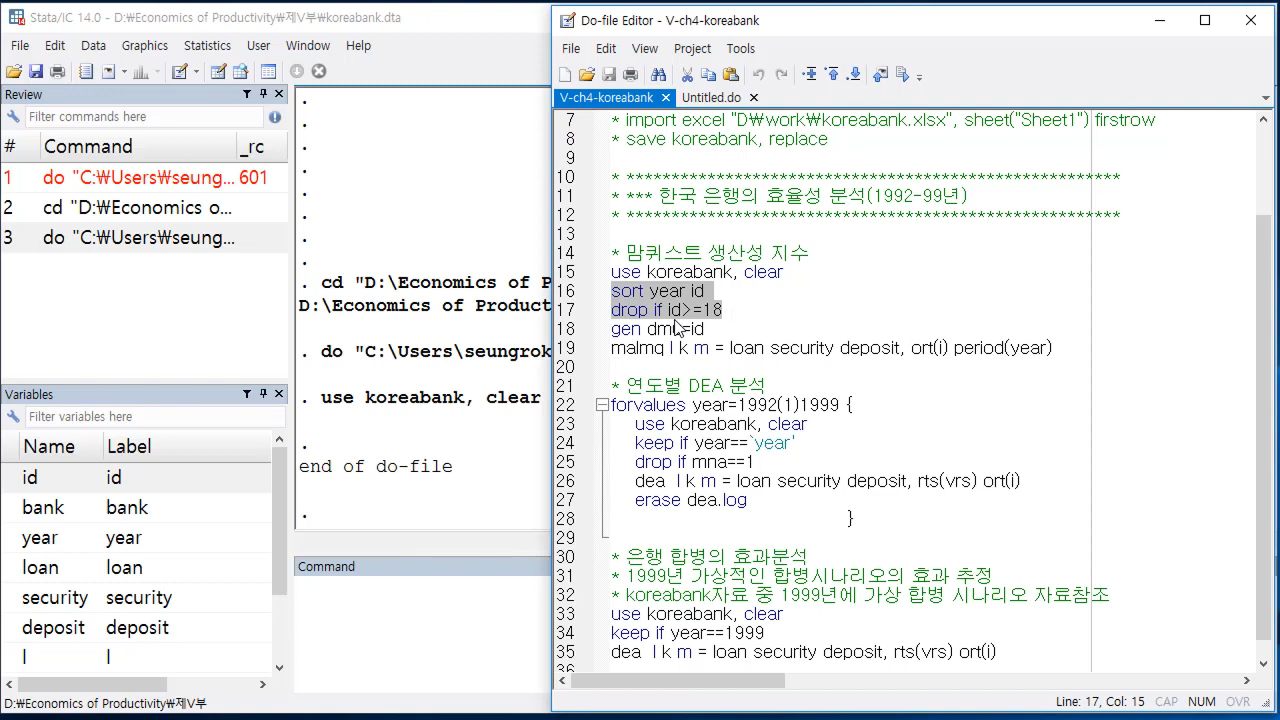 Stata/IC 14.0 - D:₩Economics of Productivity₩제V부₩koreabank.dta
File Edit Data Graphics Statistics User Window Help
Review
Filter commands here
# Command _rc
1 do "C:₩Users₩seung... 601
2 cd "D:₩Economics o...
3 do "C:₩Users₩seung...
Variables
Filter variables here
Name Label
id id
bank bank
year year
loan loan
security security
deposit deposit
l l
D:₩Economics of Productivity₩제V부
.
.
.
.
.
.
.
. cd "D:\Economics of P
D:\Economics of Product
. do "C:\Users\seungrok
. use koreabank, clear
.
end of do-file
.
Command
Do-file Editor - V-ch4-koreabank
File Edit View Project Tools
V-ch4-koreabank Untitled.do
7 * import excel "D₩work₩koreabank.xlsx", sheet("Sheet1") firstrow
8 * save koreabank, replace
9
10 * *******************************************************
11 * *** 한국 은행의 효율성 분석(1992-99년)
12 * *******************************************************
13
14 * 맘퀴스트 생산성 지수
15 use koreabank, clear
16 sort year id
17 drop if id>=18
18 gen dmu=id
19 malmq l k m = loan security deposit, ort(i) period(year)
20
21 * 연도별 DEA 분석
22 forvalues year=1992(1)1999 {
23 use koreabank, clear
24 keep if year==`year'
25 drop if mna==1
26 dea l k m = loan security deposit, rts(vrs) ort(i)
27 erase dea.log
28 }
29
30 * 은행 합병의 효과분석
31 * 1999년 가상적인 합병시나리오의 효과 추정
32 * koreabank자료 중 1999년에 가상 합병 시나리오 자료참조
33 use koreabank, clear
34 keep if year==1999
35 dea l k m = loan security deposit, rts(vrs) ort(i)
36
Line: 17, Col: 15 CAP NUM OVR